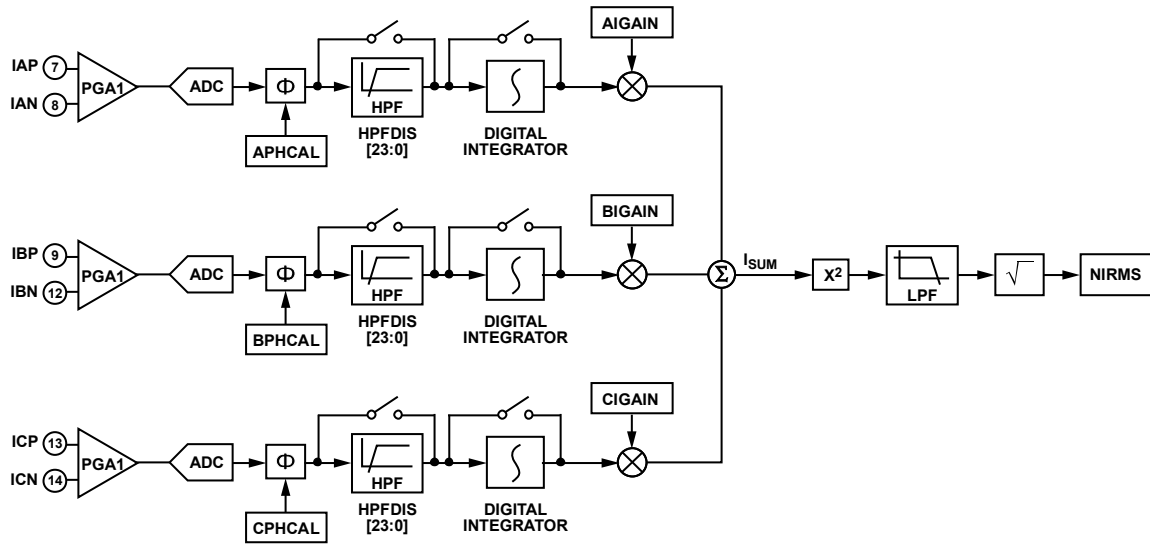 AIGAIN
IAP 7
IAN 8
PGA1
ADC
Φ
HPF
APHCAL
HPFDIS
[23:0]
DIGITAL
INTEGRATOR
BIGAIN
IBP 9
IBN 12
PGA1
ADC
Φ
HPF
BPHCAL
HPFDIS
[23:0]
DIGITAL
INTEGRATOR
Σ
ISUM
X²
LPF
√
NIRMS
CIGAIN
ICP 13
ICN 14
PGA1
ADC
Φ
HPF
CPHCAL
HPFDIS
[23:0]
DIGITAL
INTEGRATOR